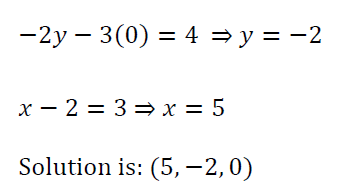 −2y − 3(0) = 4 ⇒ y = −2
x − 2 = 3 ⇒ x = 5
Solution is: (5, −2, 0)